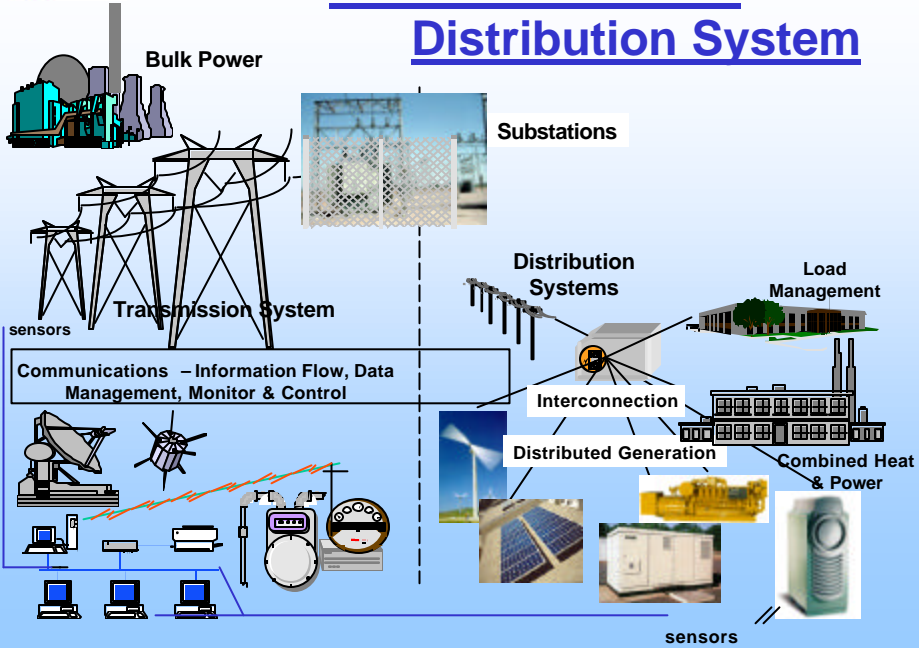 Distribution System
Bulk Power
Substations
Distribution
Systems
Load
Management
Transmission System
sensors
Communications – Information Flow, Data
Management, Monitor & Control
Interconnection
Distributed Generation
Combined Heat
& Power
sensors